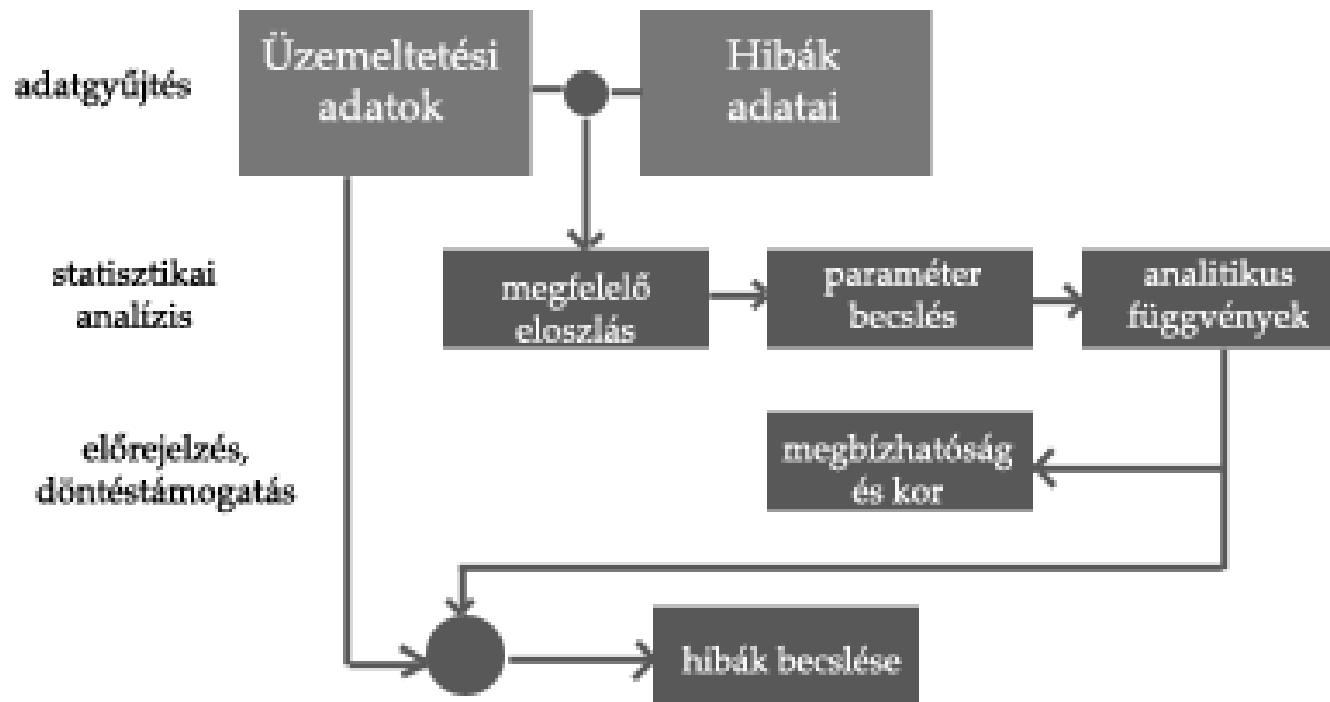 adatgyűjtés
Üzemeltetési
adatok
Hibák
adatai
statisztikai
analízis
megfelelő
eloszlás
paraméter
becslés
analitikus
függvények
előrejelzés,
döntéstámogatás
megbízhatóság
és kor
hibák becslése